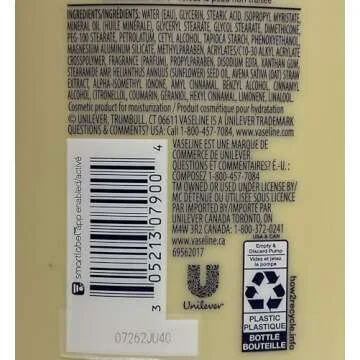 INGREDIENTS/INGREDIENTS: WATER (EAU), GLYCERIN, STEARIC ACID ISOPROPYL MYRISTATE,
MINERAL OIL (HUILE MINÉRALE), GLYCERYL STEARATE, GLYCOL STEARATE, DIMETHICONE,
PEG-100 STEARATE, PETROLATUM, CETYL ALCOHOL, TAPIOCA STARCH, PHENOXYETHANOL,
MAGNESIUM ALUMINUM SILICATE, METHYLPARABEN, ACRYLATES/C10-30 ALKYL ACRYLATE
CROSSPOLYMER, FRAGRANCE PARFUM, PROPYLPARABEN, DISODIUM EDTA, XANTHAN GUM,
STEARAMIDE AMP, HELIANTHUS ANNUUS (SUNFLOWER) SEED OIL, AVENA SATIVA (OAT) STRAW
EXTRACT, ALPHA-ISOMETHYL IONONE, AMYL CINNAMAL, BENZYL ALCOHOL, CINNAMYL
ALCOHOL, CITRONELLOL, COUMARIN, GERANIOL, HEXYL CINNAMAL, LIMONENE, LINALOOL.
Cosmetic product for moisturization / Produit cosmétique pour hydratation
© UNILEVER, TRUMBULL, CT 06611 VASELINE IS A UNILEVER TRADEMARK
QUESTIONS & COMMENTS? USA: Call 1-800-457-7084, www.vaseline.com
VASELINE EST UNE MARQUE DE
COMMERCE DE UNILEVER
QUESTIONS ET COMMENTAIRES? É-U:
COMPOSEZ 1-800-457-7084
TM OWNED OR USED UNDER LICENSE BY/
MC DÉTENUE OU UTILISÉE SOUS LICENCE
PAR IMPORTED BY/IMPORTÉ PAR
UNILEVER CANADA TORONTO, ON
M4W 3R2 CANADA: 1-800-372-0241
www.vaseline.ca
69562017
smartlabel app enabled/activé
3 05213 07900 4
07262JU40
Unilever
USA & CAN
Empty &
Discard Pump
Vider et jetez
la pompe
PLASTIC
PLASTIQUE
BOTTLE
BOUTEILLE
how2recycle.info